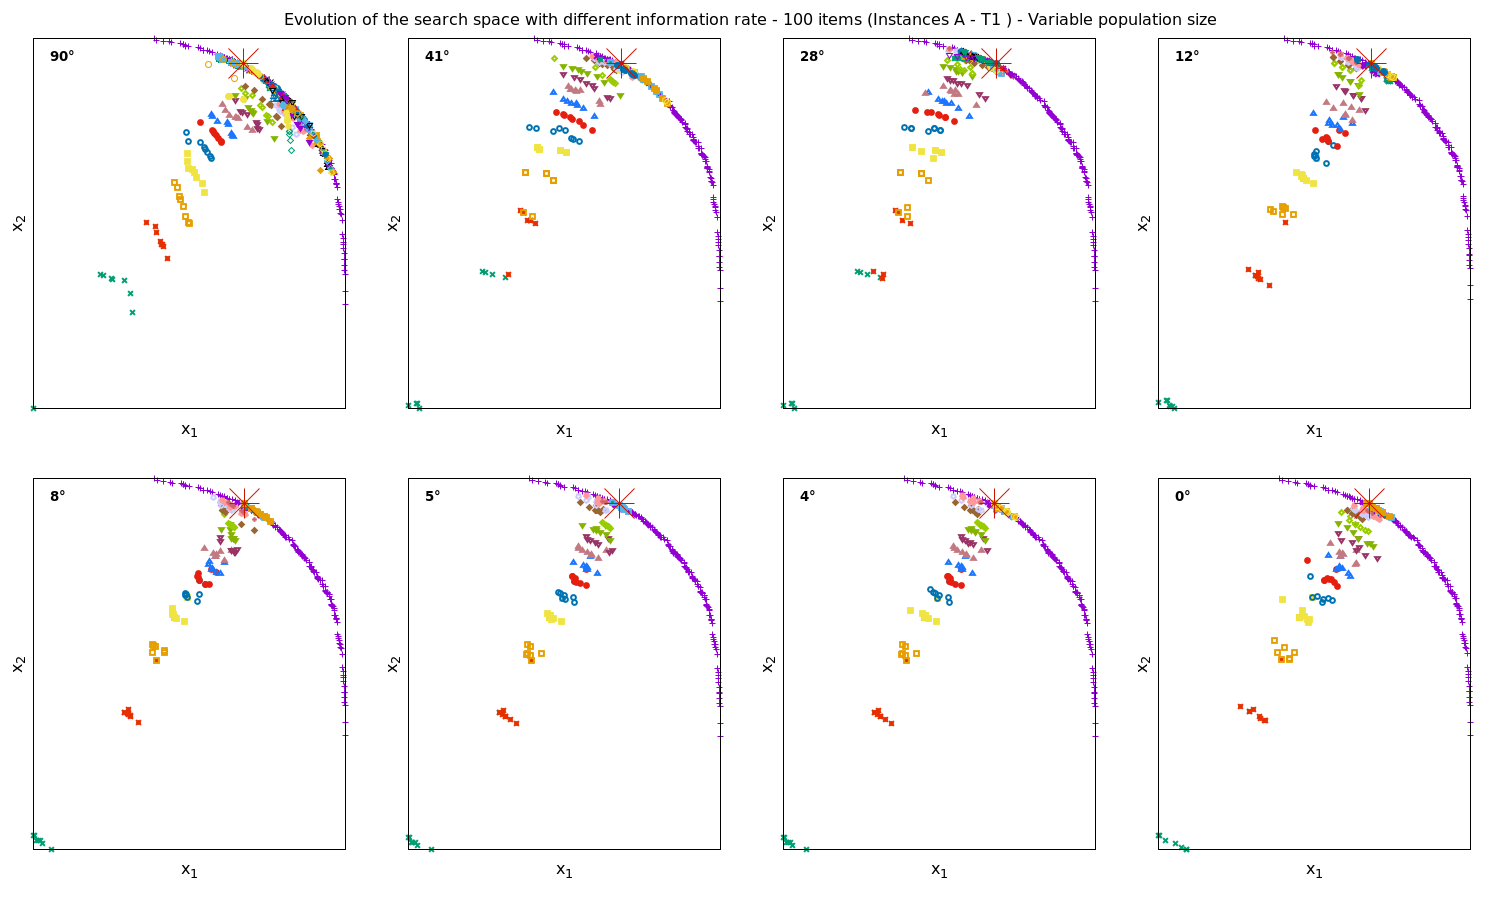 Evolution of the search space with different information rate - 100 items (Instances A - T1 ) - Variable population size
90° 41° 28° 12°
x2 x2 x2 x2
x1 x1 x1 x1
8° 5° 4° 0°
x2 x2 x2 x2
x1 x1 x1 x1